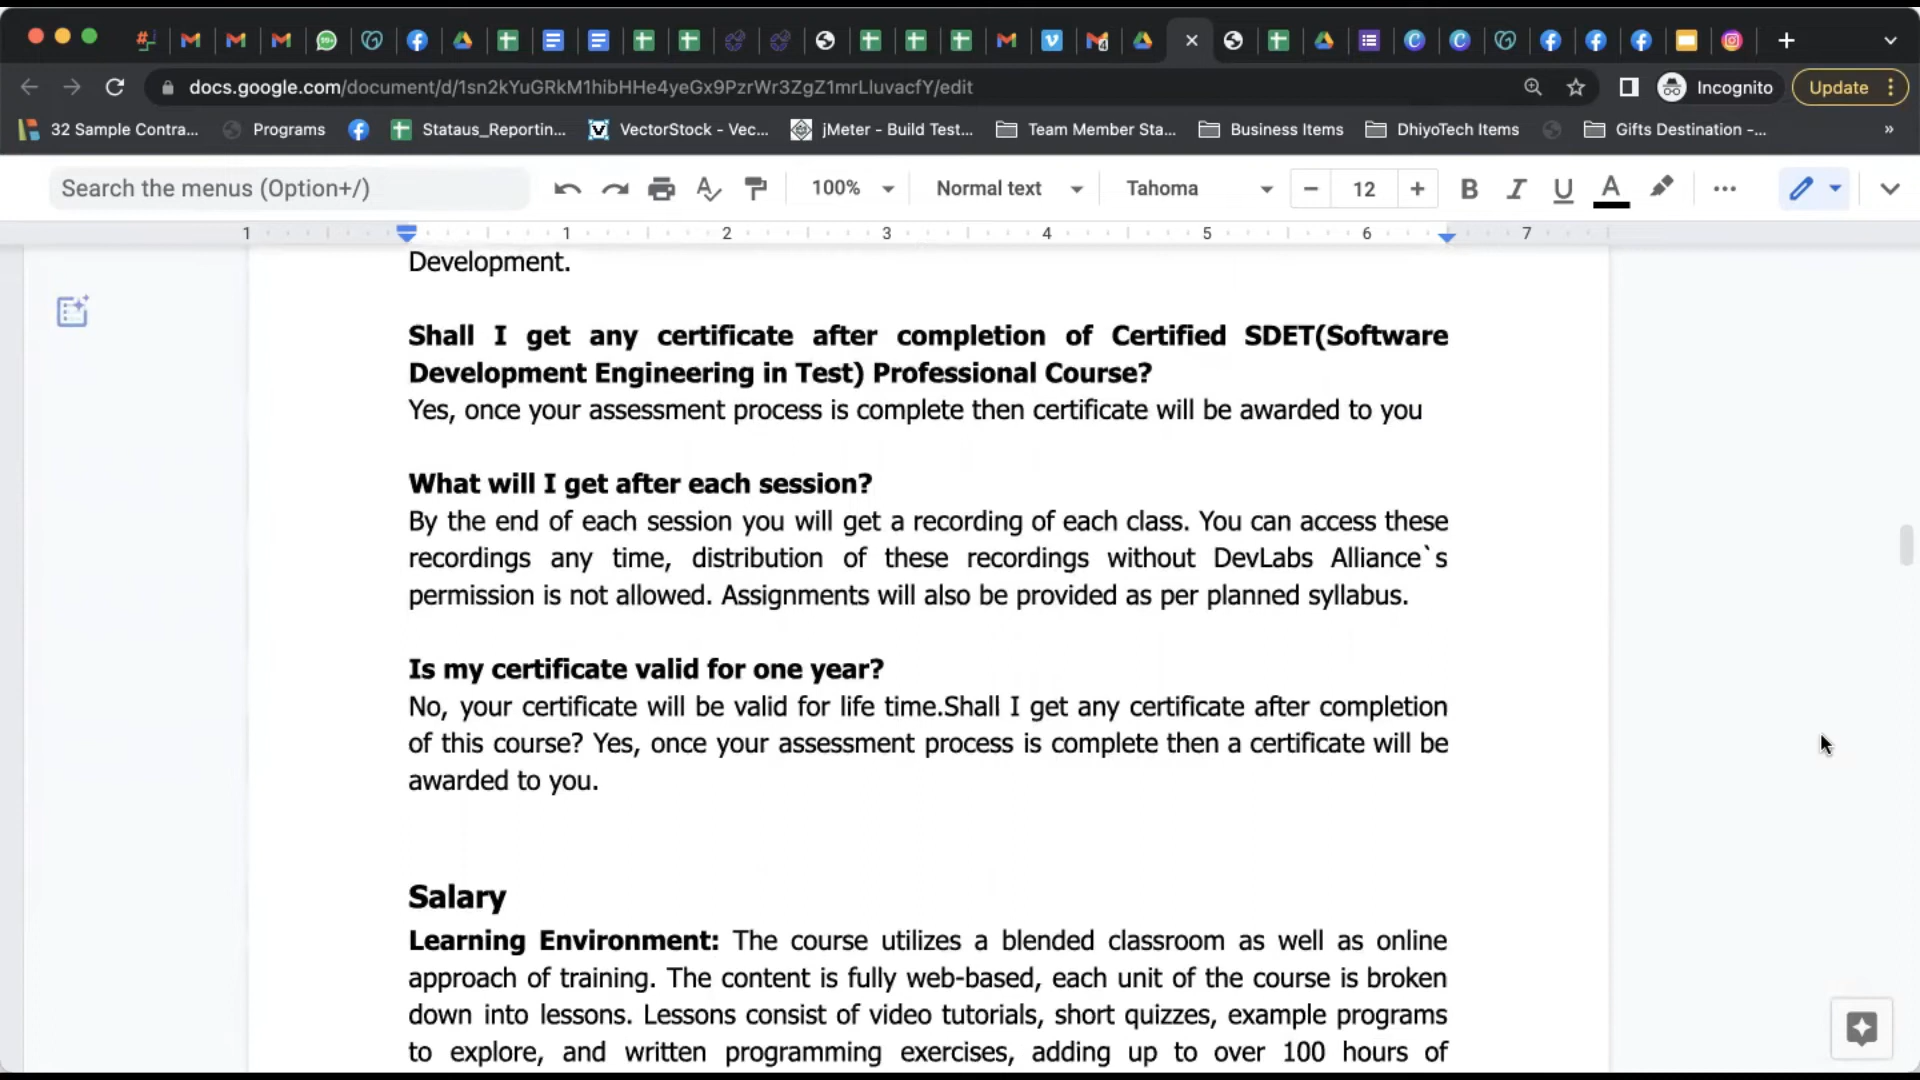 docs.google.com/document/d/1sn2kYuGRkM1hibHHe4yeGx9PzrWr3ZgZ1mrLluvacfY/edit
Incognito
Update
32 Sample Contra...
Programs
Stataus_Reportin...
VectorStock - Vec...
jMeter - Build Test...
Team Member Sta...
Business Items
DhiyoTech Items
Gifts Destination -...
»
Search the menus (Option+/)
100%
Normal text
Tahoma
− 12 +
B I U A
1 1 2 3 4 5 6 7
Development.
Shall I get any certificate after completion of Certified SDET(Software
Development Engineering in Test) Professional Course?
Yes, once your assessment process is complete then certificate will be awarded to you
What will I get after each session?
By the end of each session you will get a recording of each class. You can access these
recordings any time, distribution of these recordings without DevLabs Alliance`s
permission is not allowed. Assignments will also be provided as per planned syllabus.
Is my certificate valid for one year?
No, your certificate will be valid for life time.Shall I get any certificate after completion
of this course? Yes, once your assessment process is complete then a certificate will be
awarded to you.
Salary
Learning Environment: The course utilizes a blended classroom as well as online
approach of training. The content is fully web-based, each unit of the course is broken
down into lessons. Lessons consist of video tutorials, short quizzes, example programs
to explore, and written programming exercises, adding up to over 100 hours of